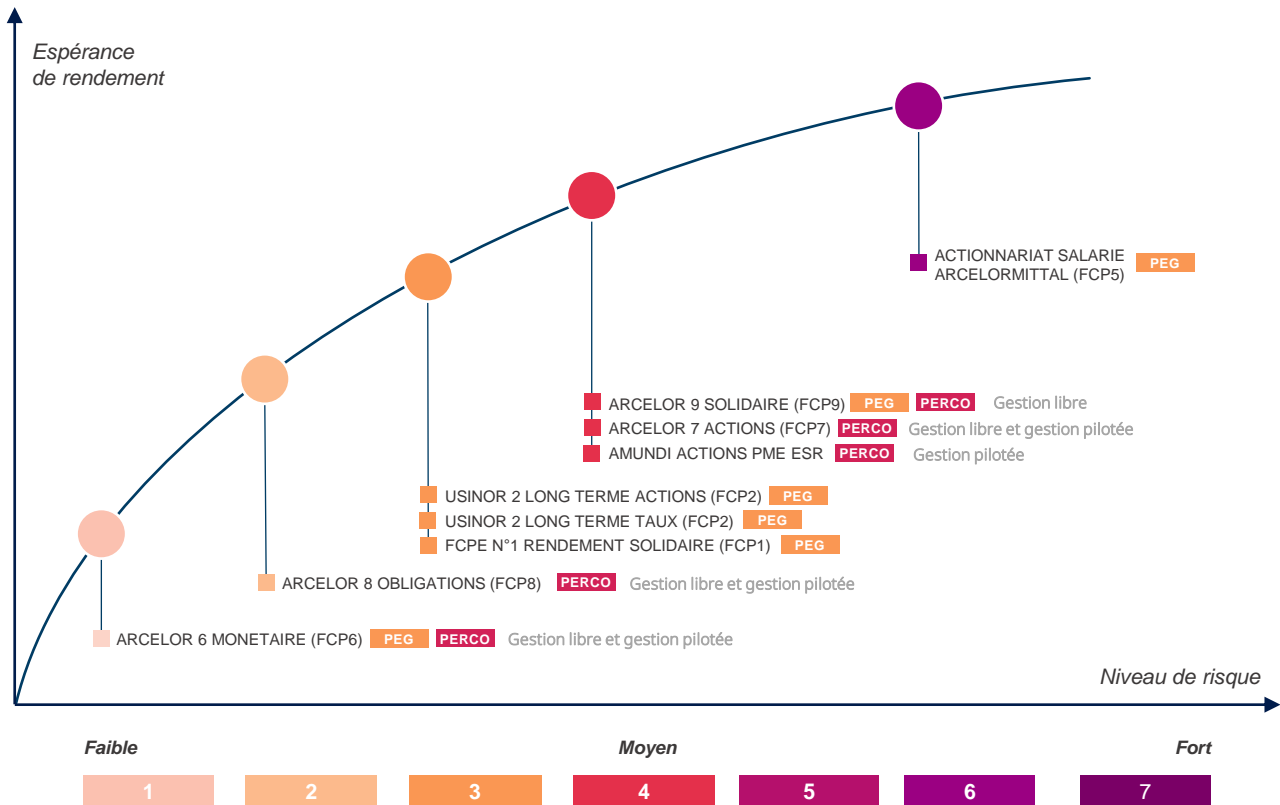 Espérance
de rendement
ACTIONNARIAT SALARIE
ARCELORMITTAL (FCP5) PEG
ARCELOR 9 SOLIDAIRE (FCP9) PEG PERCO Gestion libre
ARCELOR 7 ACTIONS (FCP7) PERCO Gestion libre et gestion pilotée
AMUNDI ACTIONS PME ESR PERCO Gestion pilotée
USINOR 2 LONG TERME ACTIONS (FCP2) PEG
USINOR 2 LONG TERME TAUX (FCP2) PEG
FCPE N°1 RENDEMENT SOLIDAIRE (FCP1) PEG
ARCELOR 8 OBLIGATIONS (FCP8) PERCO Gestion libre et gestion pilotée
ARCELOR 6 MONETAIRE (FCP6) PEG PERCO Gestion libre et gestion pilotée
Niveau de risque
Faible Moyen Fort
1 2 3 4 5 6 7